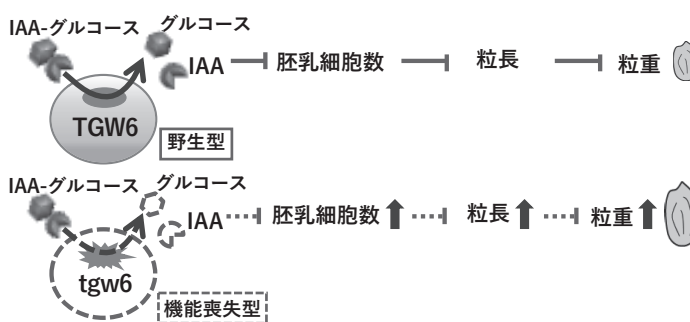 IAA-グルコース グルコース
IAA 胚乳細胞数 粒長 粒重
TGW6
野生型
IAA-グルコース グルコース
IAA 胚乳細胞数 粒長 粒重
tgw6
機能喪失型